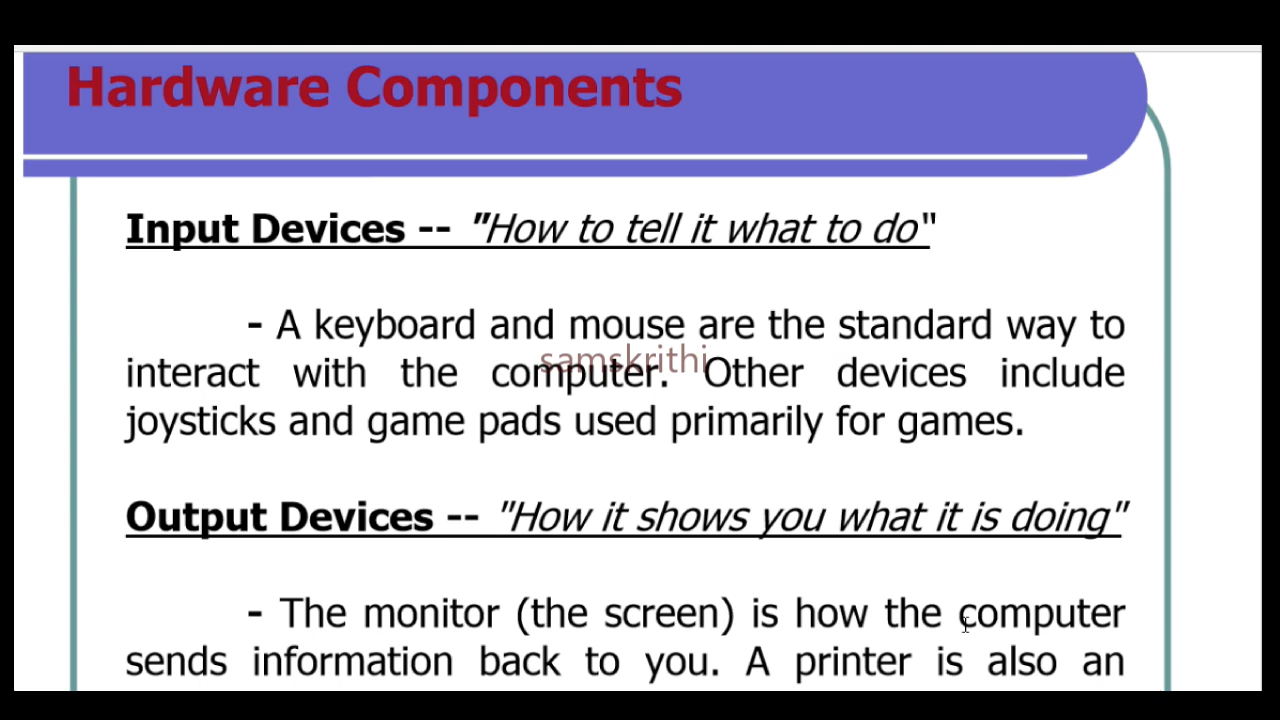 Hardware Components
Input Devices -- "How to tell it what to do"
- A keyboard and mouse are the standard way to
samskrithi
interact with the computer. Other devices include
joysticks and game pads used primarily for games.
Output Devices -- "How it shows you what it is doing"
- The monitor (the screen) is how the computer
sends information back to you. A printer is also an